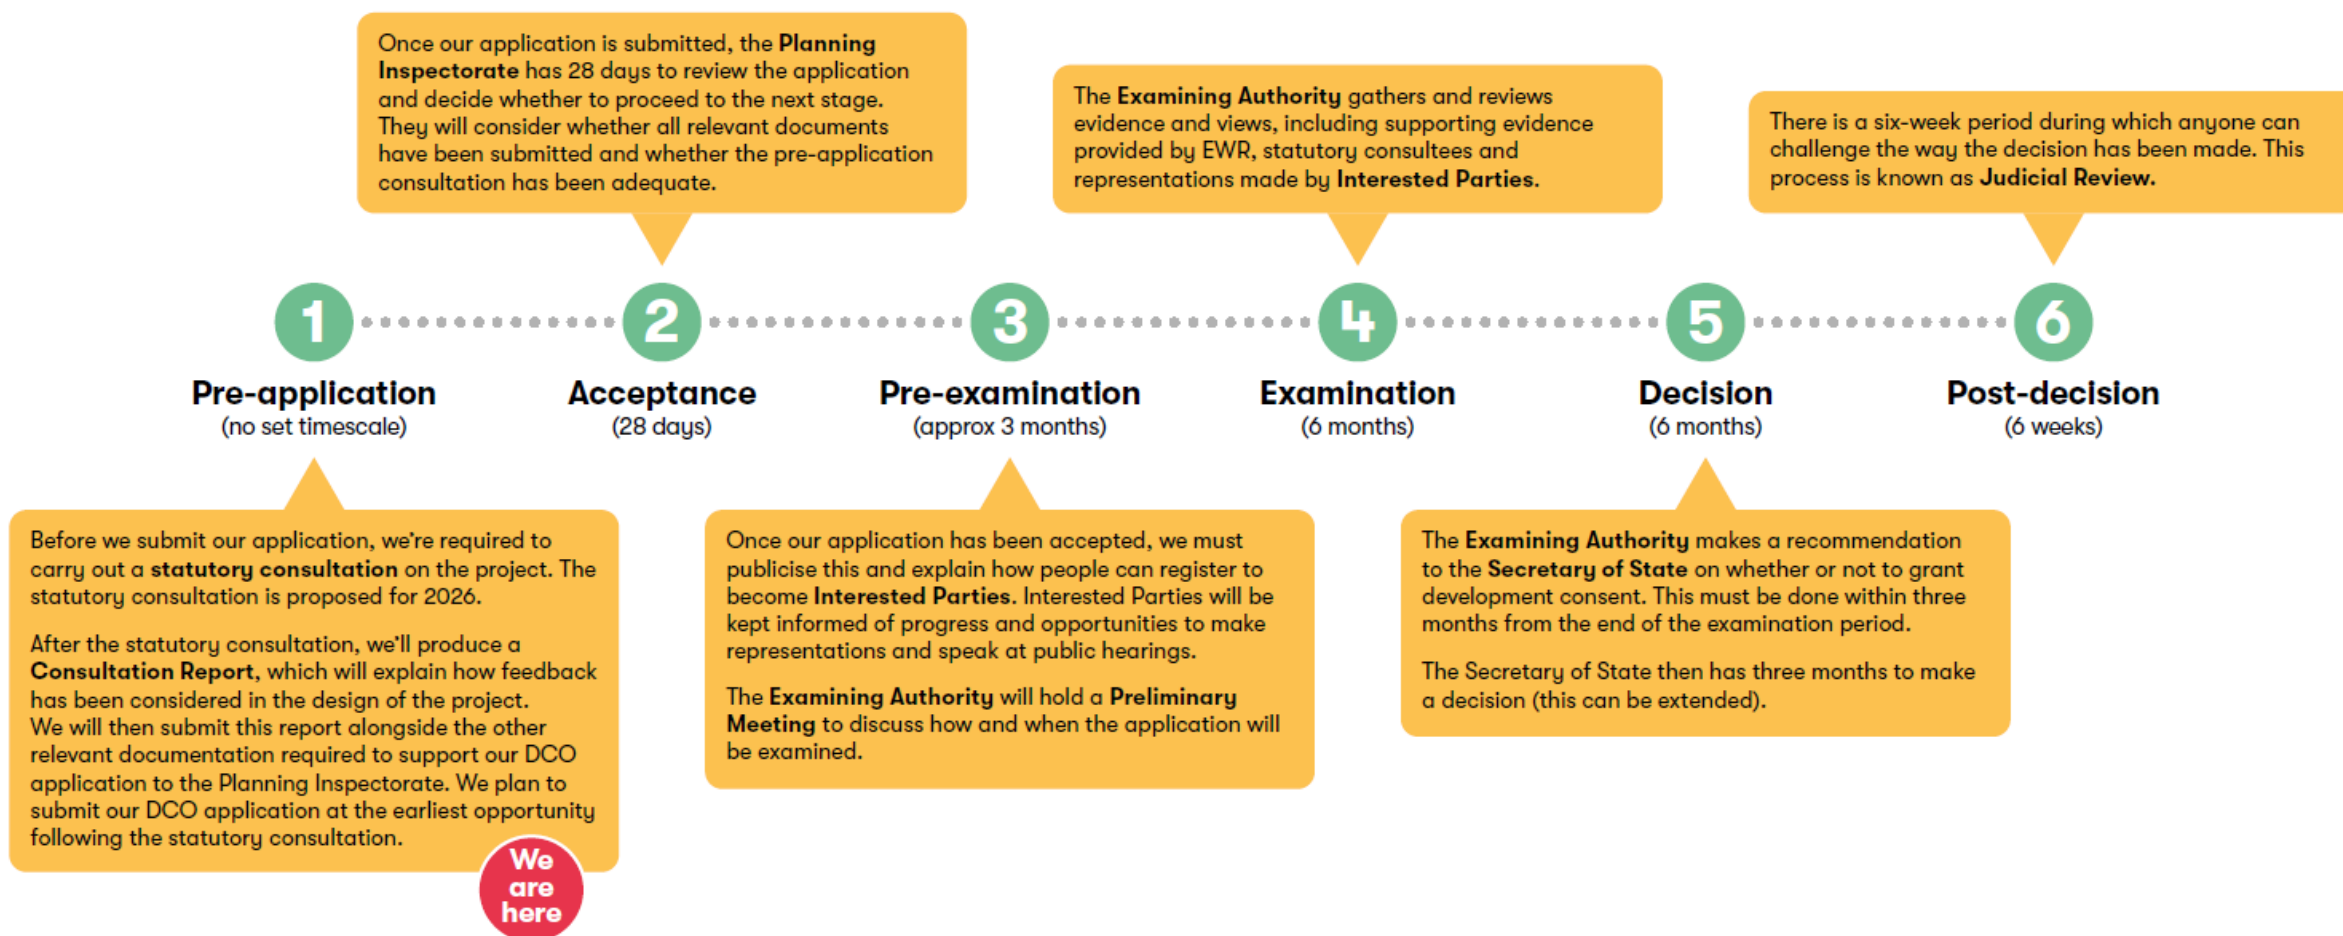 Once our application is submitted, the Planning
Inspectorate has 28 days to review the application
and decide whether to proceed to the next stage.
They will consider whether all relevant documents
have been submitted and whether the pre-application
consultation has been adequate.
The Examining Authority gathers and reviews
evidence and views, including supporting evidence
provided by EWR, statutory consultees and
representations made by Interested Parties.
There is a six-week period during which anyone can
challenge the way the decision has been made. This
process is known as Judicial Review.
1
2
3
4
5
6
Pre-application
(no set timescale)
Acceptance
(28 days)
Pre-examination
(approx 3 months)
Examination
(6 months)
Decision
(6 months)
Post-decision
(6 weeks)
Before we submit our application, we're required to
carry out a statutory consultation on the project. The
statutory consultation is proposed for 2026.
After the statutory consultation, we'll produce a
Consultation Report, which will explain how feedback
has been considered in the design of the project.
We will then submit this report alongside the other
relevant documentation required to support our DCO
application to the Planning Inspectorate. We plan to
submit our DCO application at the earliest opportunity
following the statutory consultation.
We
are
here
Once our application has been accepted, we must
publicise this and explain how people can register to
become Interested Parties. Interested Parties will be
kept informed of progress and opportunities to make
representations and speak at public hearings.
The Examining Authority will hold a Preliminary
Meeting to discuss how and when the application will
be examined.
The Examining Authority makes a recommendation
to the Secretary of State on whether or not to grant
development consent. This must be done within three
months from the end of the examination period.
The Secretary of State then has three months to make
a decision (this can be extended).